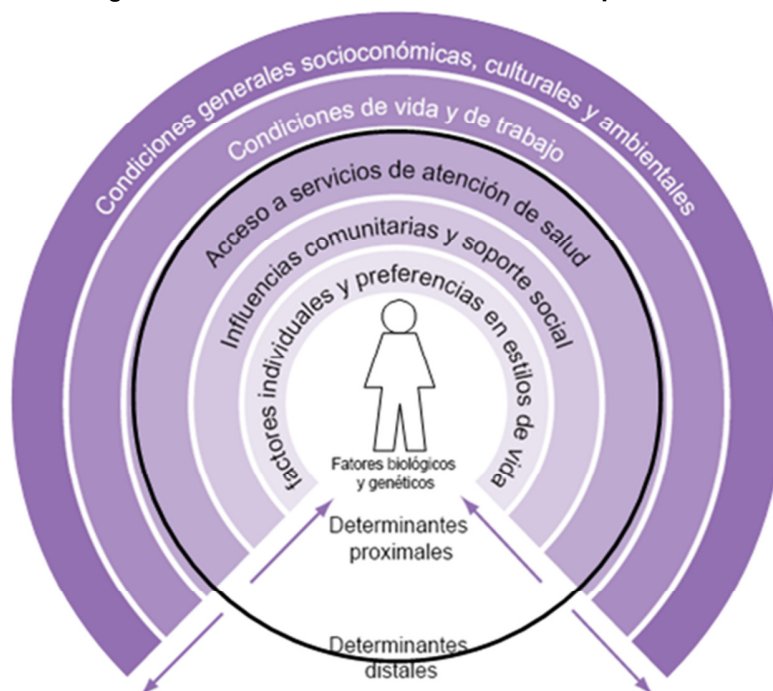 Condiciones generales socioeconómicas, culturales y ambientales
Condiciones de vida y de trabajo
Acceso a servicios de atención de salud
Influencias comunitarias y soporte social
factores individuales y preferencias en estilos de vida
Fatores biológicos
y genéticos
Determinantes
proximales
Determinantes
distales